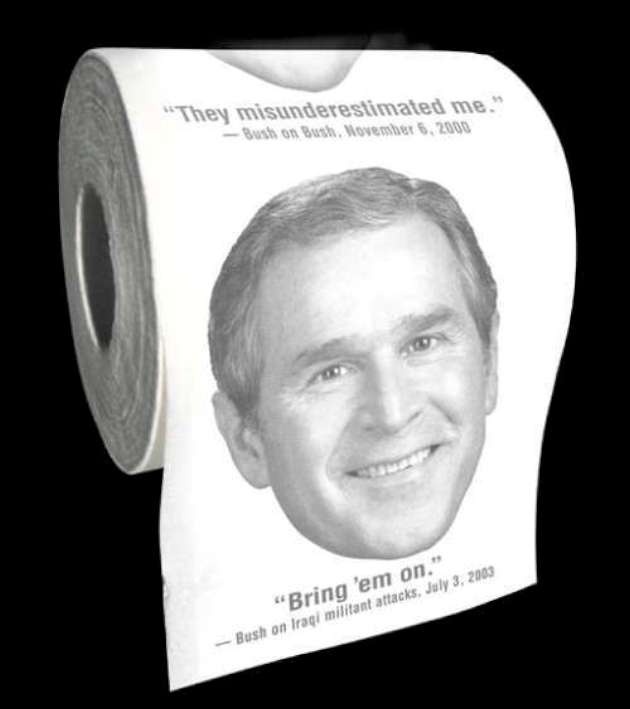 “They misunderestimated me.”
— Bush on Bush, November 6, 2000
“Bring 'em on.”
— Bush on Iraqi militant attacks, July 3, 2003